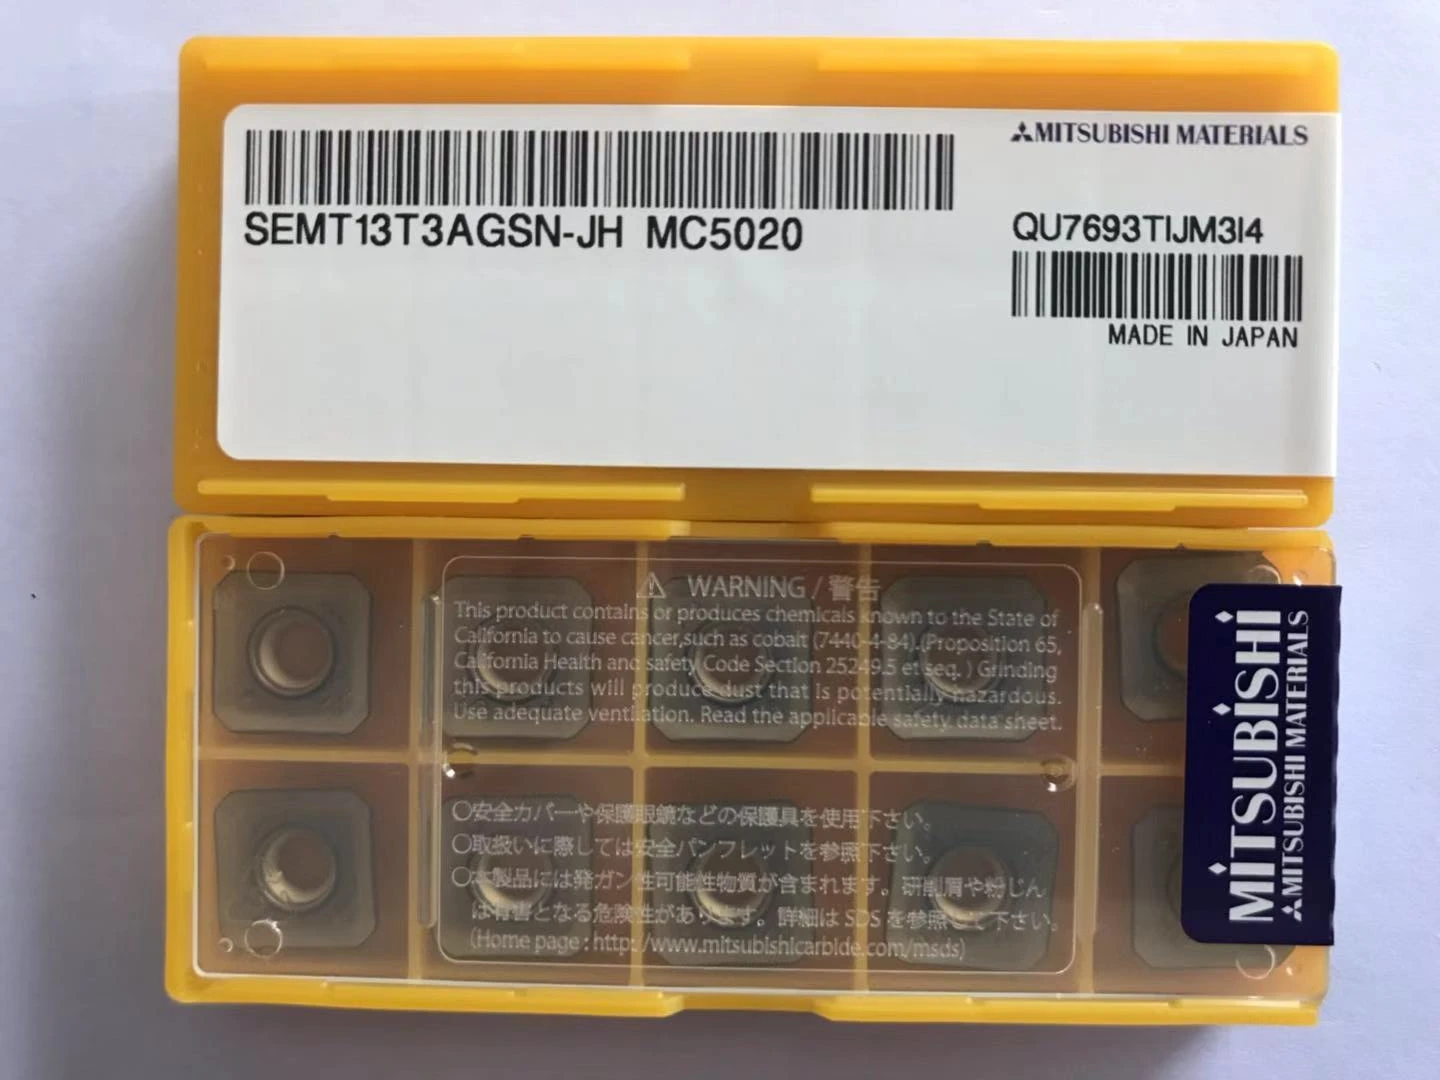 MITSUBISHI MATERIALS
SEMT13T3AGSN-JH MC5020
QU7693TIJM3I4
MADE IN JAPAN
⚠ WARNING / 警告
This product contains or produces chemicals known to the State of
California to cause cancer,such as cobalt (7440-4-84).(Proposition 65,
California Health and safety Code Section 25249.5 et seq. ) Grinding
this products will produce dust that is potentially hazardous.
Use adequate ventilation. Read the applicable safety data sheet.
○安全カバーや保護眼鏡などの保護具を使用下さい。
○取扱いに際しては安全パンフレットを参照下さい。
○本製品には発ガン性可能性物質が含まれます。研削屑や粉じん
は有害となる危険性があります。詳細は SDS を参照して下さい。
(Home page : http://www.mitsubishicarbide.com/msds)
MITSUBISHI
MITSUBISHI MATERIALS